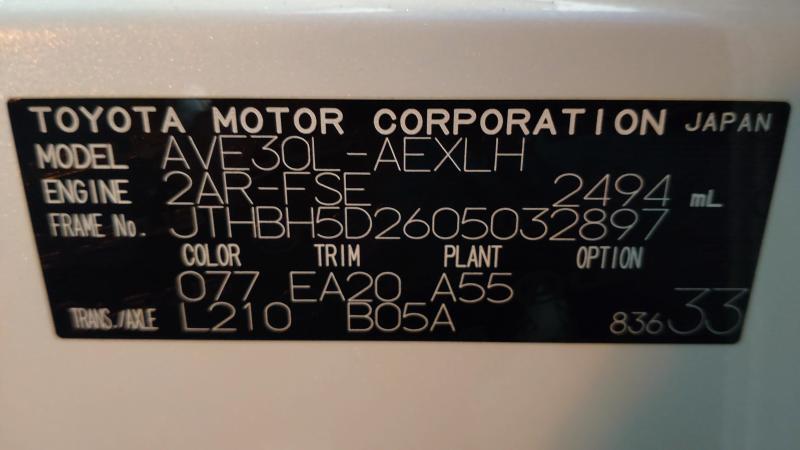 TOYOTA MOTOR CORPORATION JAPAN
MODEL AVE30L-AEXLH
ENGINE 2AR-FSE 2494 mL
FRAME No. JTHBH5D2605032897
COLOR TRIM PLANT OPTION
077 EA20 A55
TRANS./AXLE L210 B05A 836 33